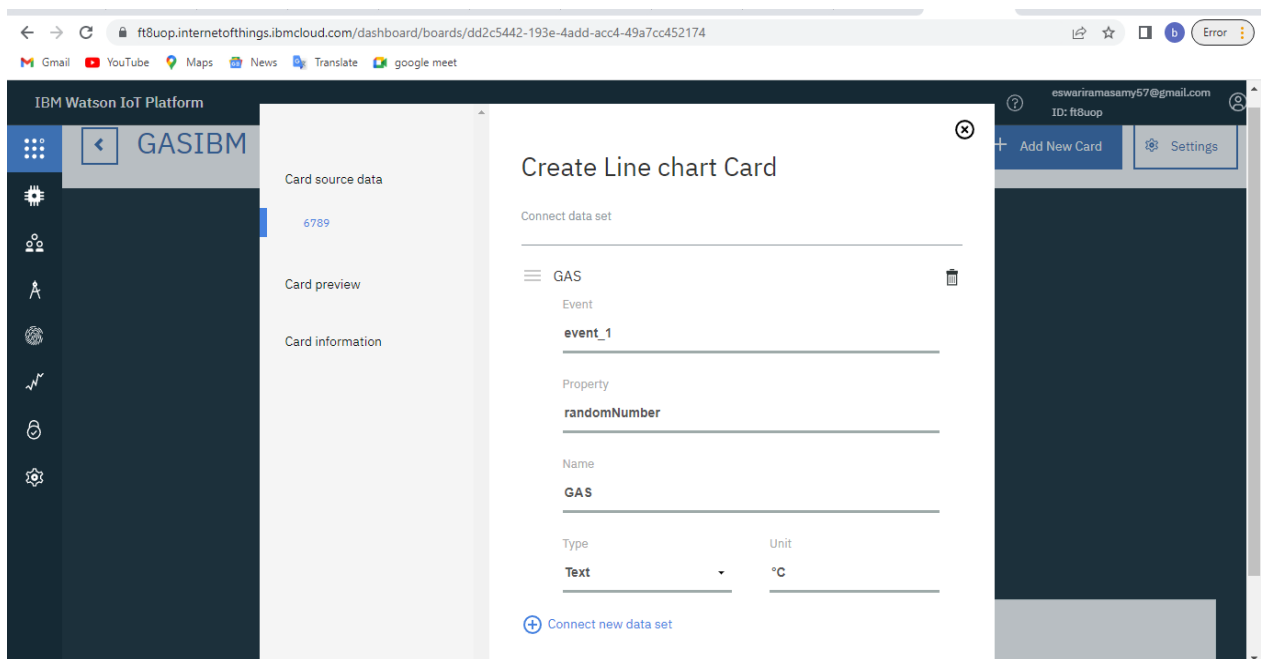 ft8uop.internetofthings.ibmcloud.com/dashboard/boards/dd2c5442-193e-4add-acc4-49a7cc452174
b
Error
Gmail
YouTube
Maps
News
Translate
google meet
IBM Watson IoT Platform
eswariramasamy57@gmail.com
ID: ft8uop
GASIBM
Add New Card
Settings
Card source data
6789
Card preview
Card information
Create Line chart Card
Connect data set
GAS
Event
event_1
Property
randomNumber
Name
GAS
Type
Unit
Text
°C
Connect new data set